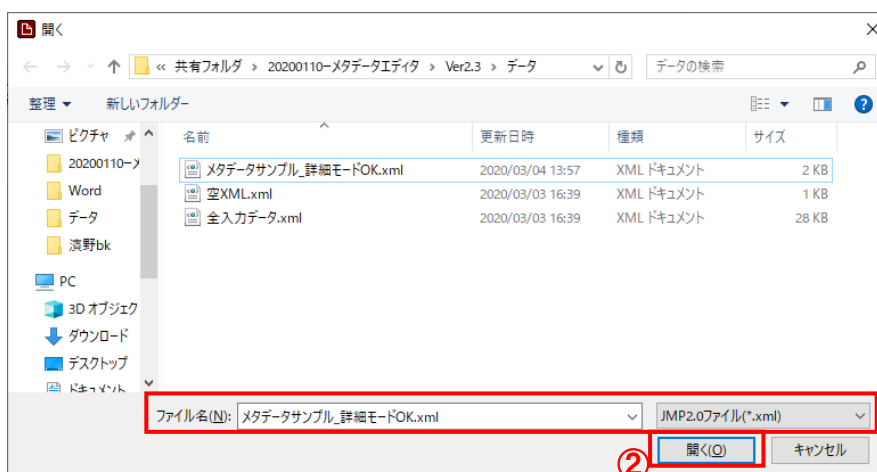 開く
« 共有フォルダ › 20200110ーメタデータエディタ › Ver2.3 › データ
データの検索
整理 新しいフォルダー
名前 更新日時 種類 サイズ
ピクチャ
20200110ーメ
Word
データ
濱野bk
PC
3D オブジェク
ダウンロード
デスクトップ
ドキュメント
メタデータサンプル_詳細モードOK.xml 2020/03/04 13:57 XML ドキュメント 2 KB
空XML.xml 2020/03/03 16:39 XML ドキュメント 1 KB
全入力データ.xml 2020/03/03 16:39 XML ドキュメント 28 KB
ファイル名(N): メタデータサンプル_詳細モードOK.xml JMP2.0ファイル(*.xml)
② 開く(O) キャンセル